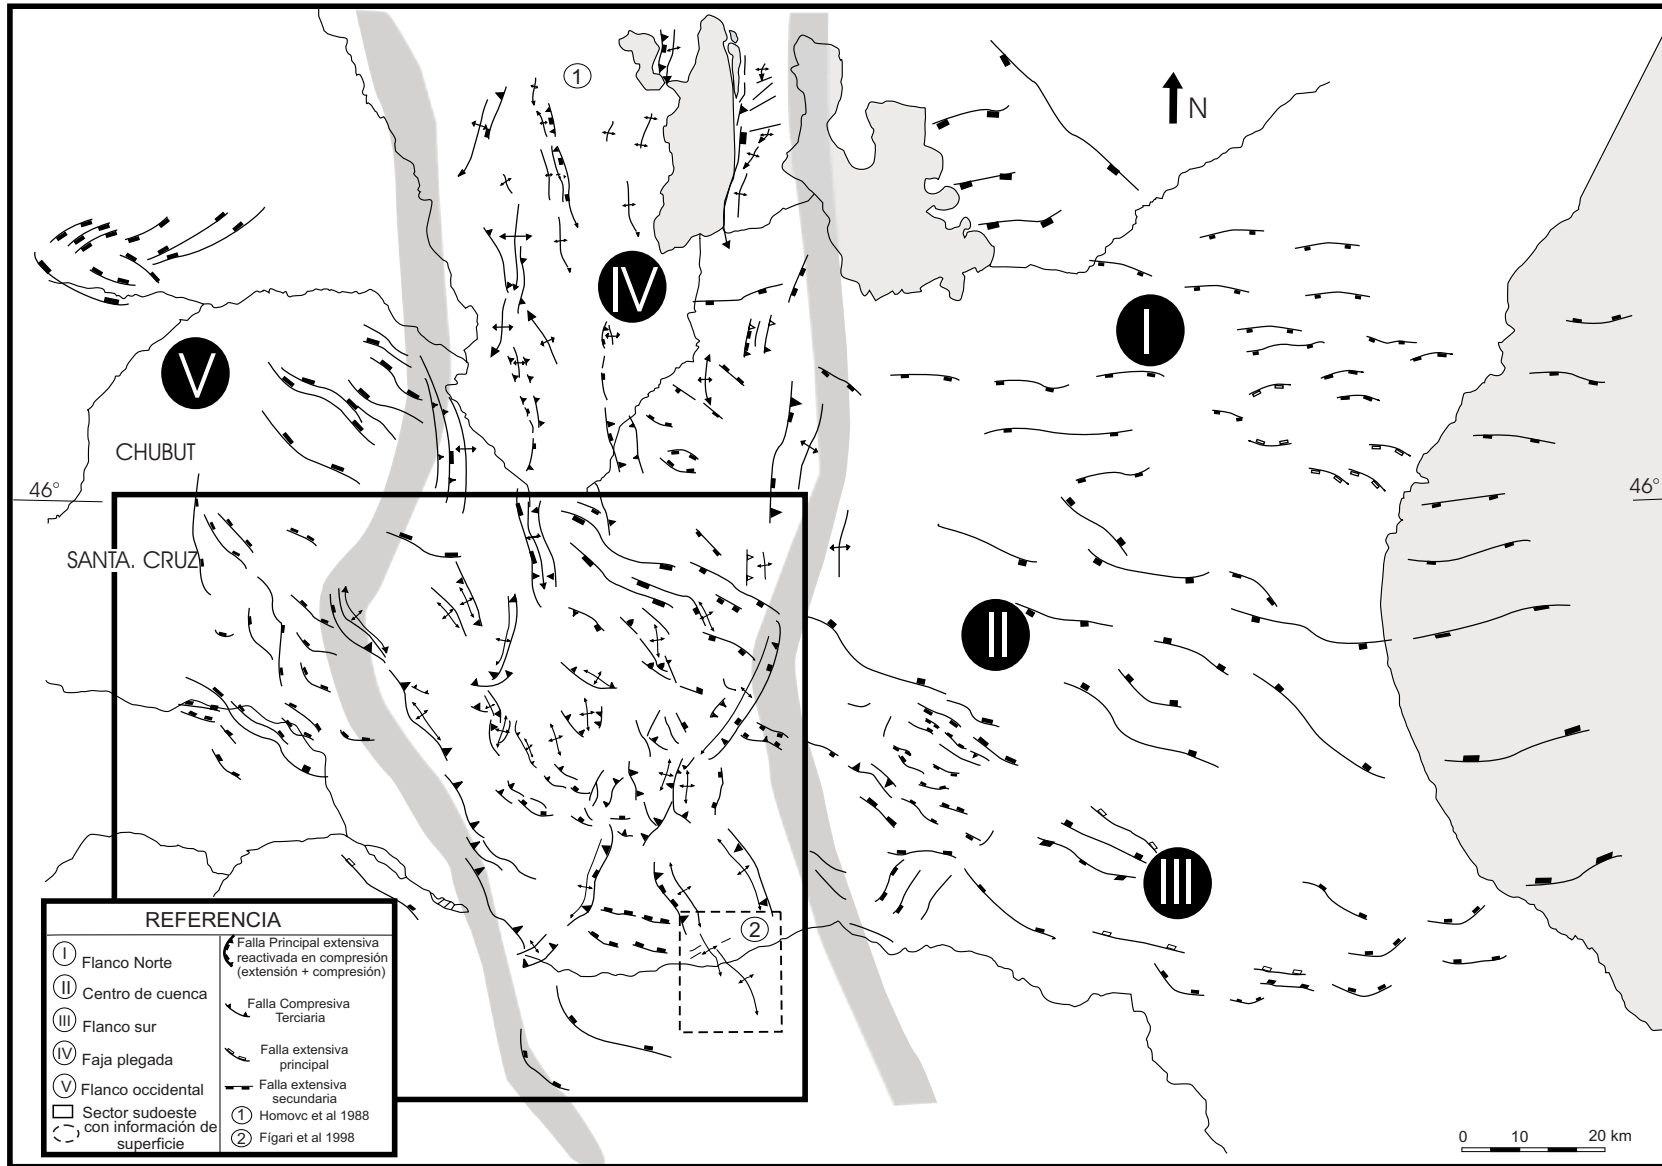 1
N
IV
I
V
CHUBUT
46°
46°
SANTA. CRUZ
II
III
2
REFERENCIA
I Flanco Norte
II Centro de cuenca
III Flanco sur
IV Faja plegada
V Flanco occidental
Sector sudoeste
con información de
superficie
Falla Principal extensiva
reactivada en compresión
(extensión + compresión)
Falla Compresiva
Terciaria
Falla extensiva
principal
Falla extensiva
secundaria
1 Homovc et al 1988
2 Fígari et al 1998
0 10 20 km